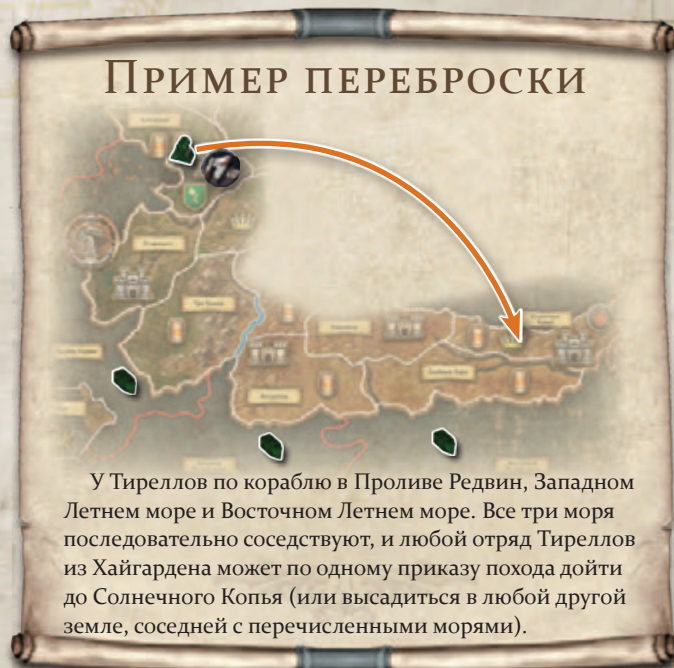 Пример переброски
У Тиреллов по кораблю в Проливе Редвин, Западном
Летнем море и Восточном Летнем море. Все три моря
последовательно соседствуют, и любой отряд Тиреллов
из Хайгардена может по одному приказу похода дойти
до Солнечного Копья (или высадиться в любой другой
земле, соседней с перечисленными морями).